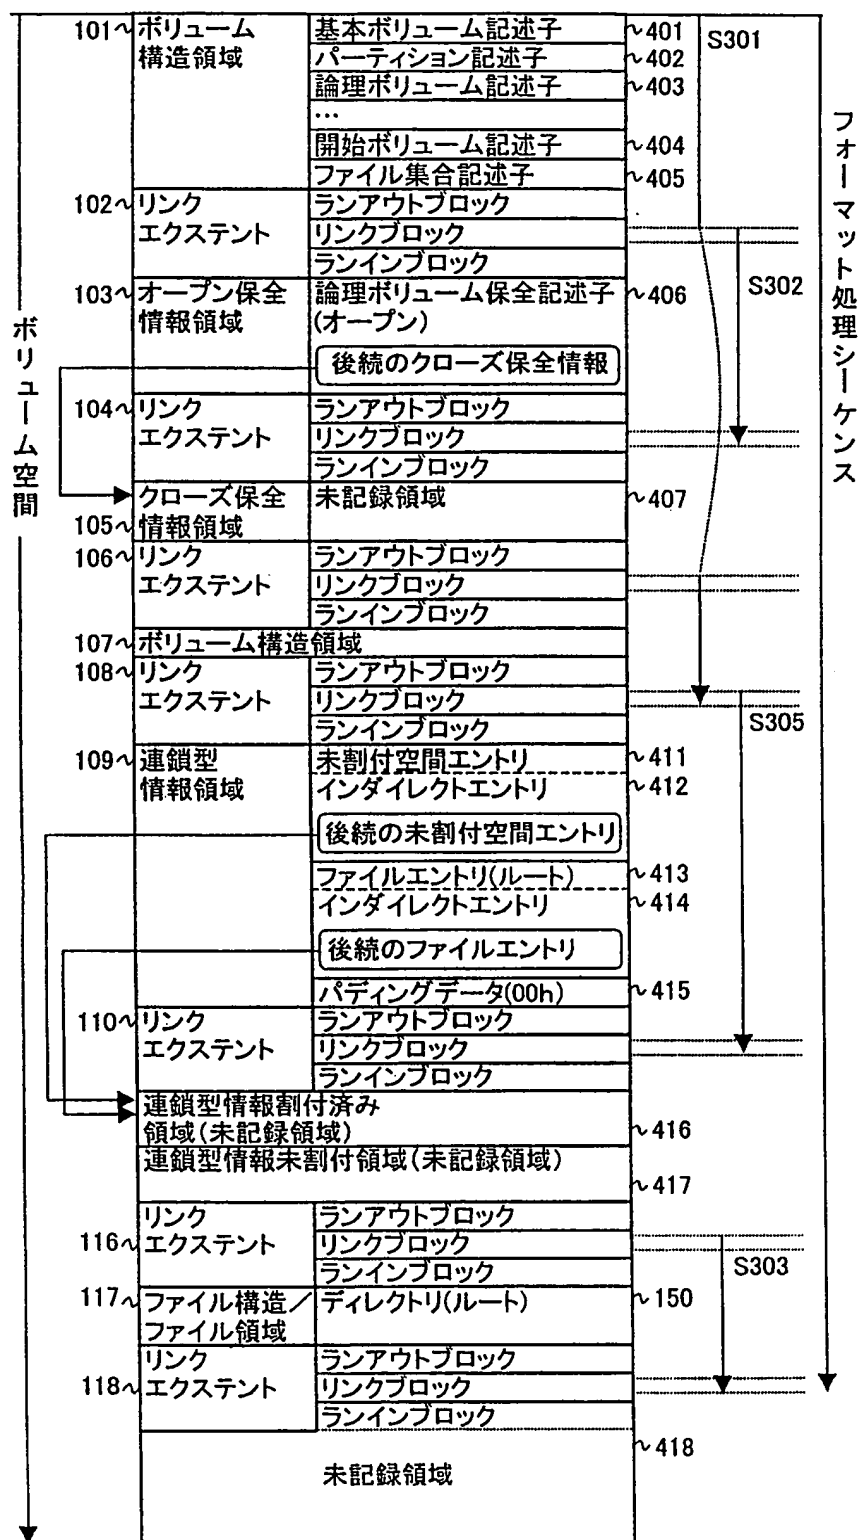 101 ボリューム 基本ボリューム記述子 401 S301
構造領域 パーティション記述子 402
論理ボリューム記述子 403
…
開始ボリューム記述子 404
ファイル集合記述子 405
102 リンク ランアウトブロック
エクステント リンクブロック
ランインブロック S302
103 オープン保全 論理ボリューム保全記述子 406
情報領域 (オープン)
後続のクローズ保全情報
104 リンク ランアウトブロック
エクステント リンクブロック
ランインブロック
クローズ保全 未記録領域 407
105 情報領域
106 リンク ランアウトブロック
エクステント リンクブロック
ランインブロック
107 ボリューム構造領域
108 リンク ランアウトブロック
エクステント リンクブロック
ランインブロック S305
109 連鎖型 未割付空間エントリ 411
情報領域 インダイレクトエントリ 412
後続の未割付空間エントリ
ファイルエントリ(ルート) 413
インダイレクトエントリ 414
後続のファイルエントリ
パディングデータ(00h) 415
110 リンク ランアウトブロック
エクステント リンクブロック
ランインブロック
連鎖型情報割付済み
領域(未記録領域) 416
連鎖型情報未割付領域(未記録領域)
417
リンク ランアウトブロック
116 エクステント リンクブロック
ランインブロック S303
117 ファイル構造/ ディレクトリ(ルート) 150
ファイル領域
リンク ランアウトブロック
118 エクステント リンクブロック
ランインブロック
418
未記録領域
ボリューム空間
フォーマット処理シーケンス